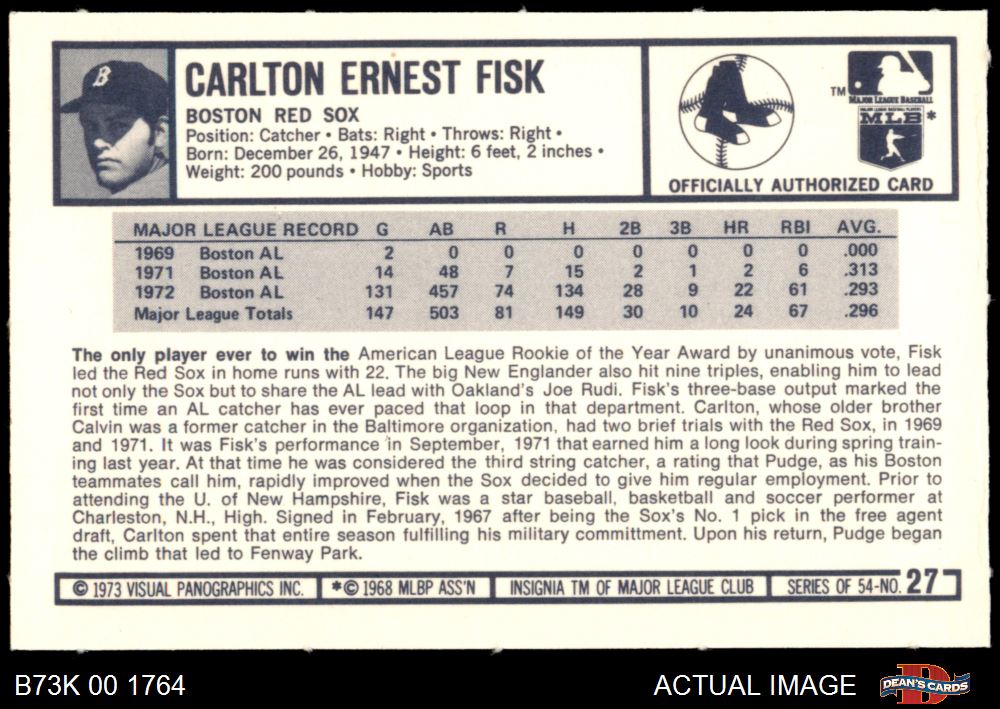 B
CARLTON ERNEST FISK
BOSTON RED SOX
Position: Catcher • Bats: Right • Throws: Right •
Born: December 26, 1947 • Height: 6 feet, 2 inches •
Weight: 200 pounds • Hobby: Sports
TM
MAJOR LEAGUE BASEBALL
MAJOR LEAGUE BASEBALL PLAYERS
MLB *
OFFICIALLY AUTHORIZED CARD
MAJOR LEAGUE RECORD G AB R H 2B 3B HR RBI AVG.
1969 Boston AL 2 0 0 0 0 0 0 0 .000
1971 Boston AL 14 48 7 15 2 1 2 6 .313
1972 Boston AL 131 457 74 134 28 9 22 61 .293
Major League Totals 147 503 81 149 30 10 24 67 .296
The only player ever to win the American League Rookie of the Year Award by unanimous vote, Fisk
led the Red Sox in home runs with 22. The big New Englander also hit nine triples, enabling him to lead
not only the Sox but to share the AL lead with Oakland's Joe Rudi. Fisk's three-base output marked the
first time an AL catcher has ever paced that loop in that department. Carlton, whose older brother
Calvin was a former catcher in the Baltimore organization, had two brief trials with the Red Sox, in 1969
and 1971. It was Fisk's performance in September, 1971 that earned him a long look during spring train-
ing last year. At that time he was considered the third string catcher, a rating that Pudge, as his Boston
teammates call him, rapidly improved when the Sox decided to give him regular employment. Prior to
attending the U. of New Hampshire, Fisk was a star baseball, basketball and soccer performer at
Charleston, N.H., High. Signed in February, 1967 after being the Sox's No. 1 pick in the free agent
draft, Carlton spent that entire season fulfilling his military committment. Upon his return, Pudge began
the climb that led to Fenway Park.
© 1973 VISUAL PANOGRAPHICS INC. *© 1968 MLBP ASS'N INSIGNIA TM OF MAJOR LEAGUE CLUB SERIES OF 54-NO. 27
B73K 00 1764 ACTUAL IMAGE DEAN'S CARDS